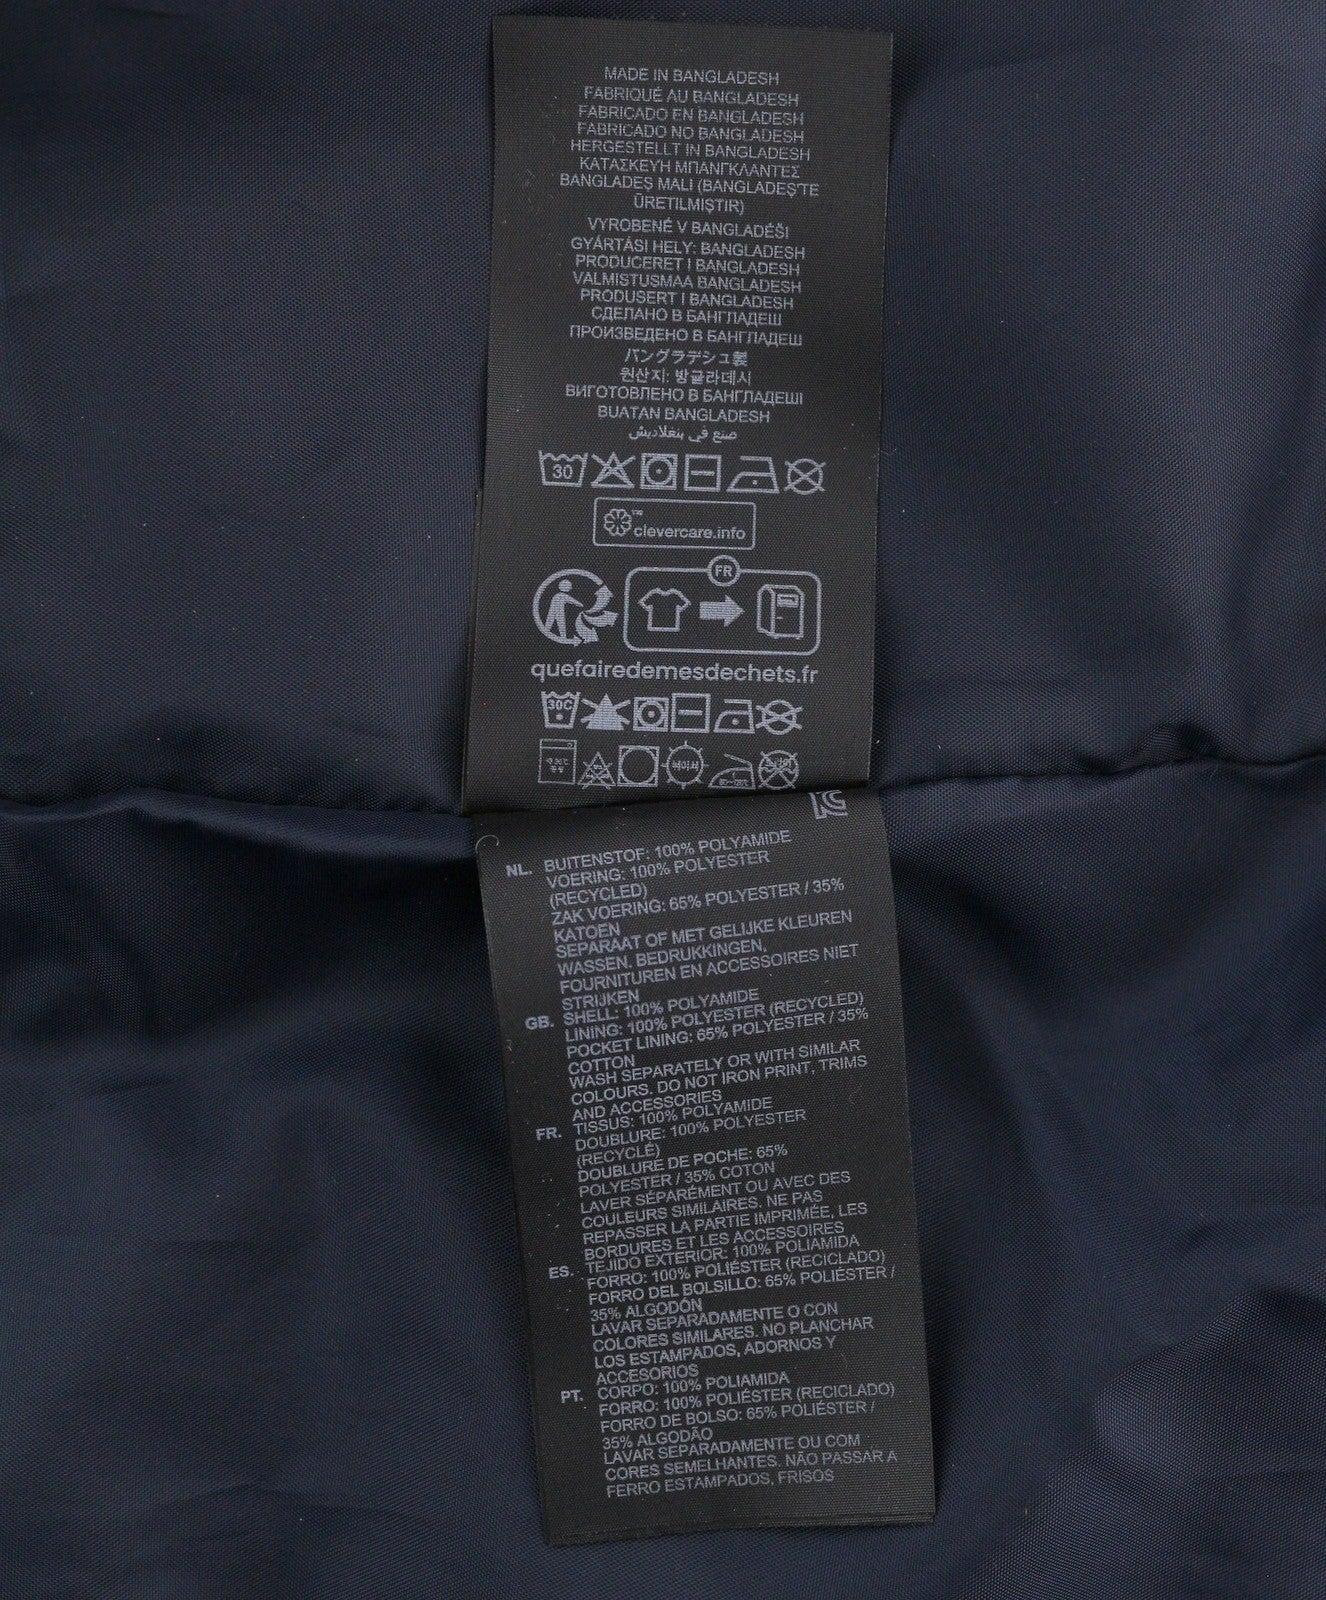 MADE IN BANGLADESH
FABRIQUÉ AU BANGLADESH
FABRICADO EN BANGLADESH
FABRICADO NO BANGLADESH
HERGESTELLT IN BANGLADESH
ΚΑΤΑΣΚΕΥΗ ΜΠΑΝΓΚΛΑΝΤΕΣ
BANGLADEŞ MALI (BANGLADEŞ'TE
ÜRETILMIŞTIR)
VYROBENÉ V BANGLADÉŠI
GYÁRTÁSI HELY: BANGLADESH
PRODUCERET I BANGLADESH
VALMISTUSMAA BANGLADESH
PRODUSERT I BANGLADESH
СДЕЛАНО В БАНГЛАДЕШ
ПРОИЗВЕДЕНО В БАНГЛАДЕШ
バングラデシュ製
원산지: 방글라데시
ВИГОТОВЛЕНО В БАНГЛАДЕШІ
BUATAN BANGLADESH
صنع في بنغلاديش
30
™
clevercare.info
FR
quefairedemesdechets.fr
30C
NL. BUITENSTOF: 100% POLYAMIDE
VOERING: 100% POLYESTER
(RECYCLED)
ZAK VOERING: 65% POLYESTER / 35%
KATOEN
SEPARAAT OF MET GELIJKE KLEUREN
WASSEN. BEDRUKKINGEN,
FOURNITUREN EN ACCESSOIRES NIET
STRIJKEN
GB. SHELL: 100% POLYAMIDE
LINING: 100% POLYESTER (RECYCLED)
POCKET LINING: 65% POLYESTER / 35%
COTTON
WASH SEPARATELY OR WITH SIMILAR
COLOURS. DO NOT IRON PRINT, TRIMS
AND ACCESSORIES
FR. TISSUS: 100% POLYAMIDE
DOUBLURE: 100% POLYESTER
(RECYCLÉ)
DOUBLURE DE POCHE: 65%
POLYESTER / 35% COTON
LAVER SÉPARÉMENT OU AVEC DES
COULEURS SIMILAIRES. NE PAS
REPASSER LA PARTIE IMPRIMÉE, LES
BORDURES ET LES ACCESSOIRES
ES. TEJIDO EXTERIOR: 100% POLIAMIDA
FORRO: 100% POLIÉSTER (RECICLADO)
FORRO DEL BOLSILLO: 65% POLIÉSTER /
35% ALGODÓN
LAVAR SEPARADAMENTE O CON
COLORES SIMILARES. NO PLANCHAR
LOS ESTAMPADOS, ADORNOS Y
ACCESORIOS
PT. CORPO: 100% POLIAMIDA
FORRO: 100% POLIÉSTER (RECICLADO)
FORRO DE BOLSO: 65% POLIÉSTER /
35% ALGODÃO
LAVAR SEPARADAMENTE OU COM
CORES SEMELHANTES. NÃO PASSAR A
FERRO ESTAMPADOS, FRISOS